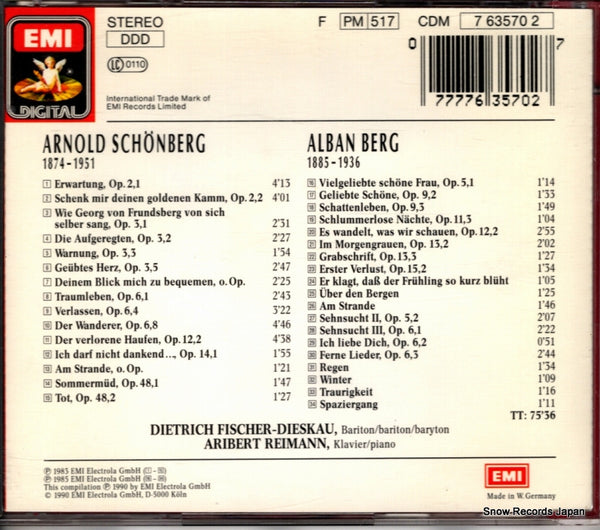 EMI
DIGITAL
STEREO
DDD
LC 0110
International Trade Mark of
EMI Records Limited
F PM 517 CDM 7 63570 2
0 7
77776 35702
ARNOLD SCHÖNBERG
1874-1951
1 Erwartung, Op. 2,1 4'13
2 Schenk mir deinen goldenen Kamm, Op. 2,2 4'01
3 Wie Georg von Frundsberg von sich
selber sang, Op. 3,1 2'31
4 Die Aufgeregten, Op. 3,2 2'27
5 Warnung, Op. 3,3 1'54
6 Geübtes Herz, Op. 3,5 2'47
7 Deinem Blick mich zu bequemen, o. Op. 2'25
8 Traumleben, Op. 6,1 2'43
9 Verlassen, Op. 6,4 3'22
10 Der Wanderer, Op. 6,8 4'46
11 Der verlorene Haufen, Op. 12,2 4'38
12 Ich darf nicht dankend..., Op. 14,1 1'55
13 Am Strande, o. Op. 1'21
14 Sommermüd, Op. 48,1 1'47
15 Tot, Op. 48,2 1'27
ALBAN BERG
1885-1936
16 Vielgeliebte schöne Frau, Op. 5,1 1'14
17 Geliebte Schöne, Op. 9,2 1'33
18 Schattenleben, Op. 9,3 1'49
19 Schlummerlose Nächte, Op. 11,3 1'04
20 Es wandelt, was wir schauen, Op. 12,2 2'55
21 Im Morgengrauen, Op. 13,2 2'02
22 Grabschrift, Op. 13,3 1'27
23 Erster Verlust, Op. 15,2 1'34
24 Er klagt, daß der Frühling so kurz blüht 1'05
25 Über den Bergen 1'25
26 Am Strande 1'46
27 Sehnsucht II, Op. 5,2 2'07
28 Sehnsucht III, Op. 6,1 2'22
29 Ich liebe Dich, Op. 6,2 0'51
30 Ferne Lieder, Op. 6,3 2'44
31 Regen 1'34
32 Winter 1'09
33 Traurigkeit 1'16
34 Spaziergang 1'11
TT: 75'36
DIETRICH FISCHER-DIESKAU, Bariton/bariton/baryton
ARIBERT REIMANN, Klavier/piano
℗ 1983 EMI Electrola GmbH
℗ 1985 EMI Electrola GmbH
This compilation ℗ 1990 by EMI Electrola GmbH
© 1990 EMI Electrola GmbH, D-5000 Köln
EMI
Made in W. Germany
Snow Records Japan
www.snowrecords.jp